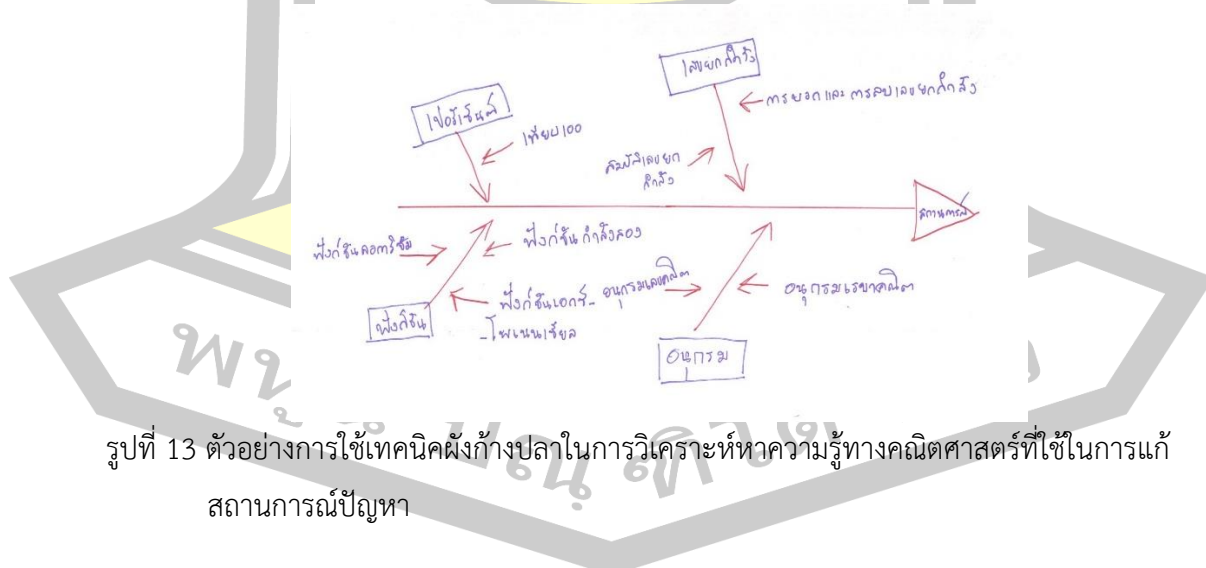 เลขยกกำลัง
การบวกและการลบเลขยกกำลัง
เปอร์เซ็นต์
เทียบ 100
สมบัติเลขยก
กำลัง
สถานการณ์
ฟังก์ชันลอการิซึม
ฟังก์ชันกำลังสอง
ฟังก์ชันเอกซ์-
-โพเนนเชียล
อนุกรมเลขคณิต
อนุกรมเรขาคณิต
ฟังก์ชัน
อนุกรม
รูปที่ 13 ตัวอย่างการใช้เทคนิคผังก้างปลาในการวิเคราะห์หาความรู้ทางคณิตศาสตร์ที่ใช้ในการแก้
สถานการณ์ปัญหา